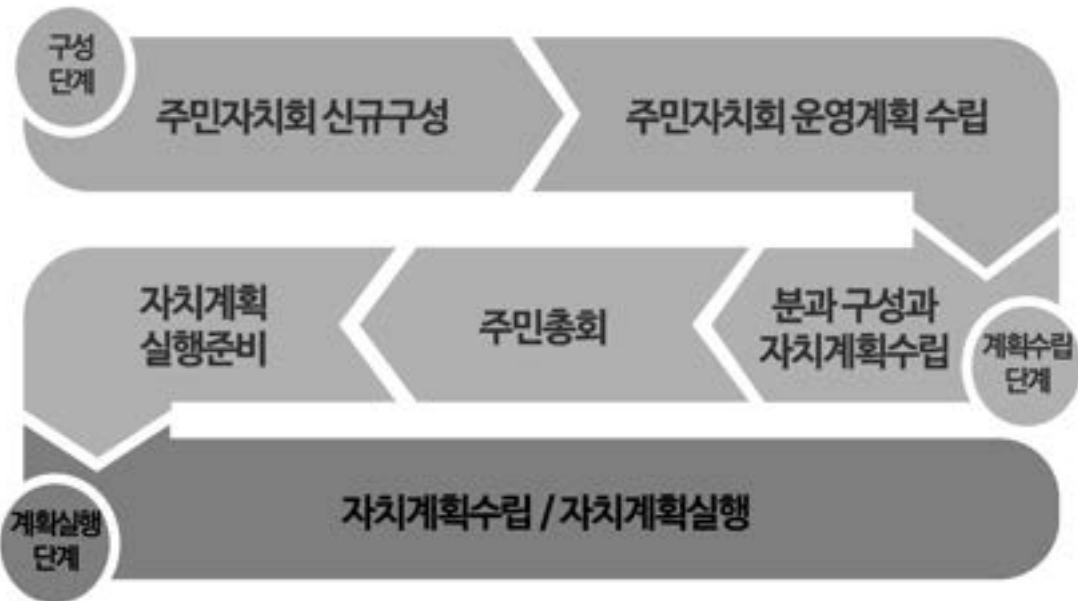 구성
단계
주민자치회 신규구성
주민자치회 운영계획 수립
계획수립
단계
분과 구성과
자치계획수립
주민총회
자치계획
실행준비
계획실행
단계
자치계획수립 / 자치계획실행